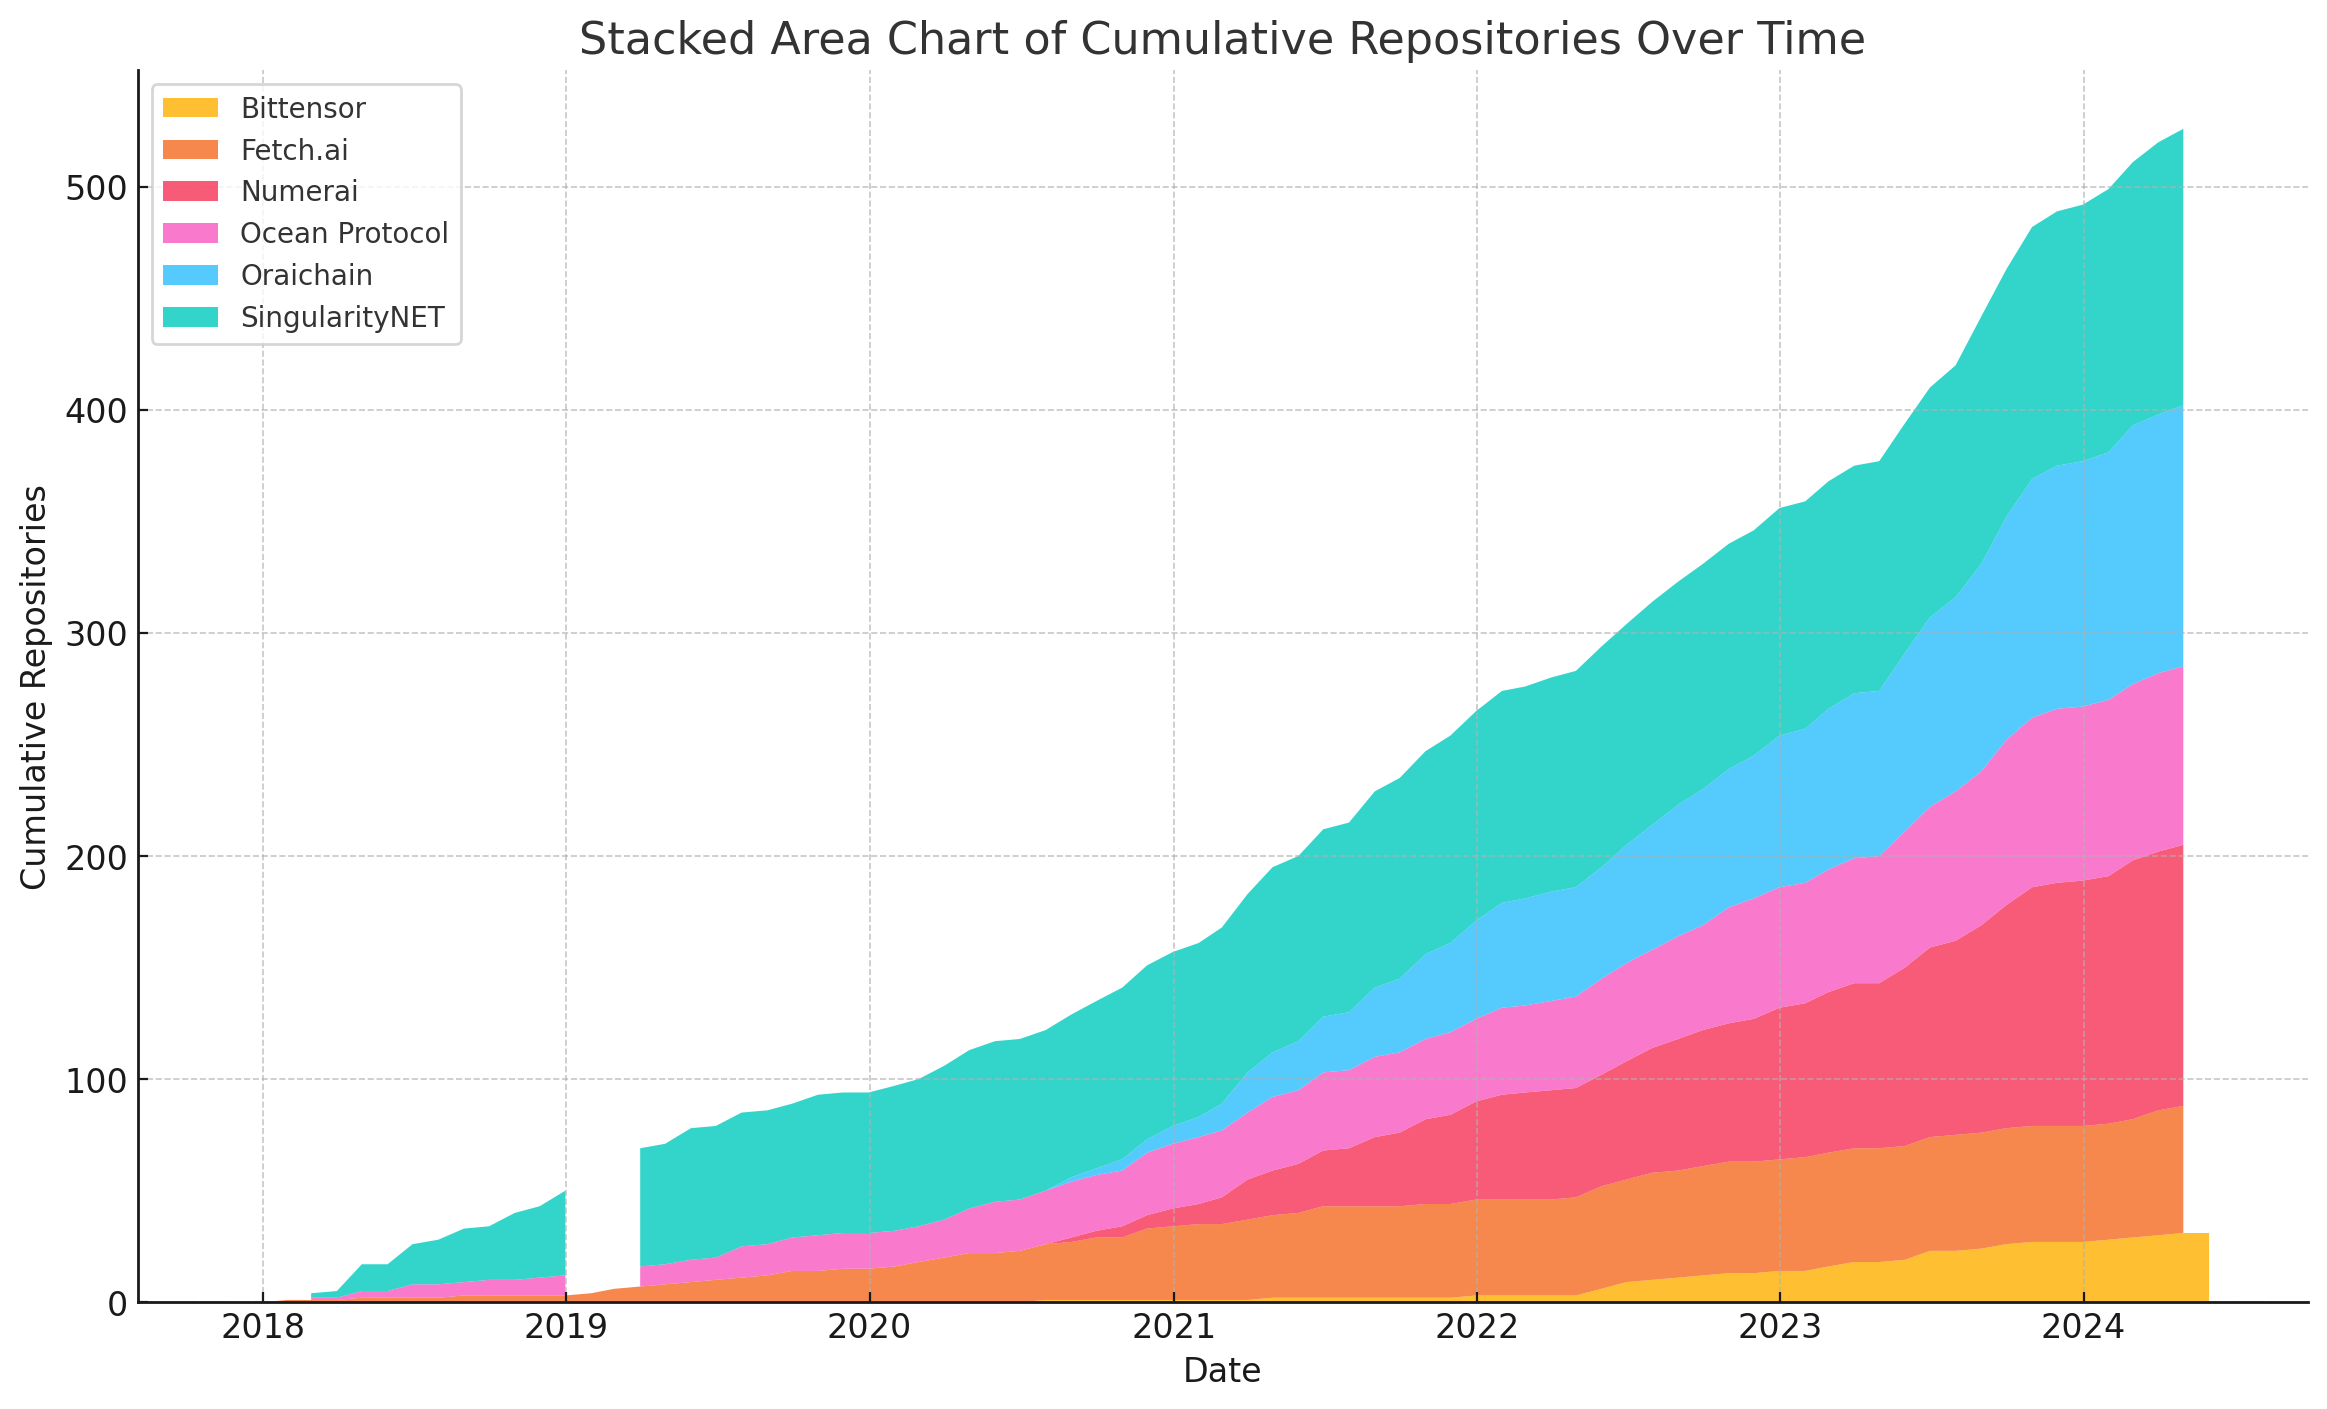 Stacked Area Chart of Cumulative Repositories Over Time
Bittensor
Fetch.ai
Numerai
Ocean Protocol
Oraichain
SingularityNET
Cumulative Repositories
500
400
300
200
100
0
2018 2019 2020 2021 2022 2023 2024
Date